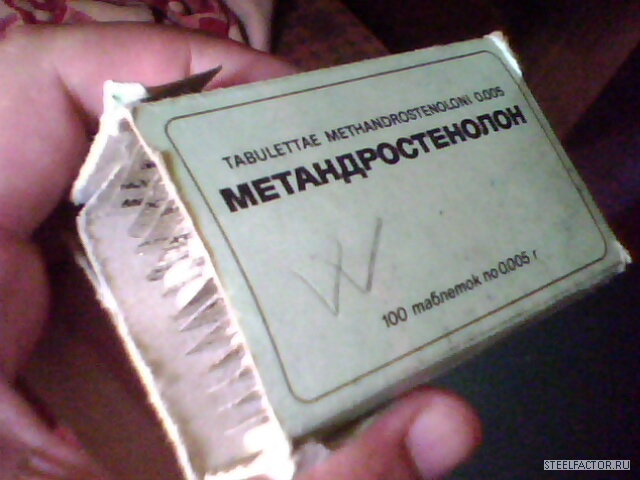 TABULETTAE METHANDROSTENOLONI 0.005
МЕТАНДРОСТЕНОЛОН
W
100 таблеток по 0.005 г
STEELFACTOR.RU